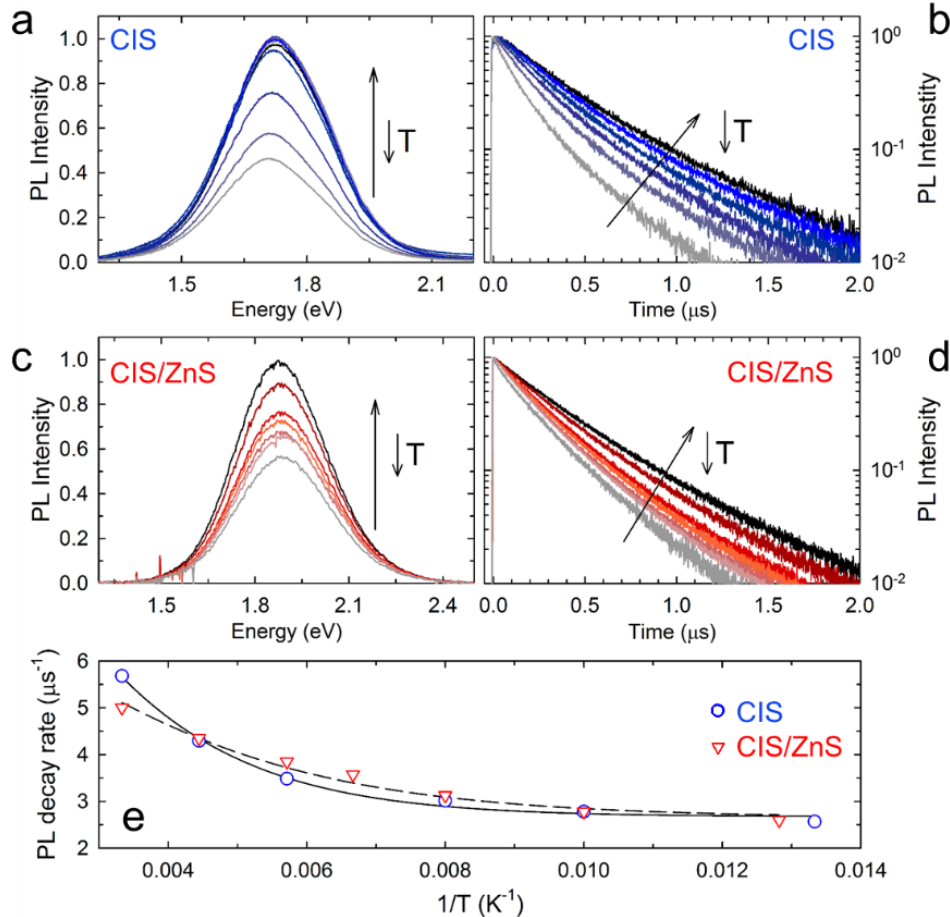 a
CIS
PL Intensity
1.0
0.8
0.6
0.4
0.2
0.0
↓T
1.5 1.8 2.1
Energy (eV)
b
CIS
PL Intenstity
10⁰
10⁻¹
10⁻²
↓T
0.0 0.5 1.0 1.5 2.0
Time (μs)
c
CIS/ZnS
PL Intensity
1.0
0.8
0.6
0.4
0.2
0.0
↓T
1.5 1.8 2.1 2.4
Energy (eV)
d
CIS/ZnS
PL Intensity
10⁰
10⁻¹
10⁻²
↓T
0.0 0.5 1.0 1.5 2.0
Time (μs)
PL decay rate (μs⁻¹)
6
5
4
3
2
CIS
CIS/ZnS
e
0.004 0.006 0.008 0.010 0.012 0.014
1/T (K⁻¹)